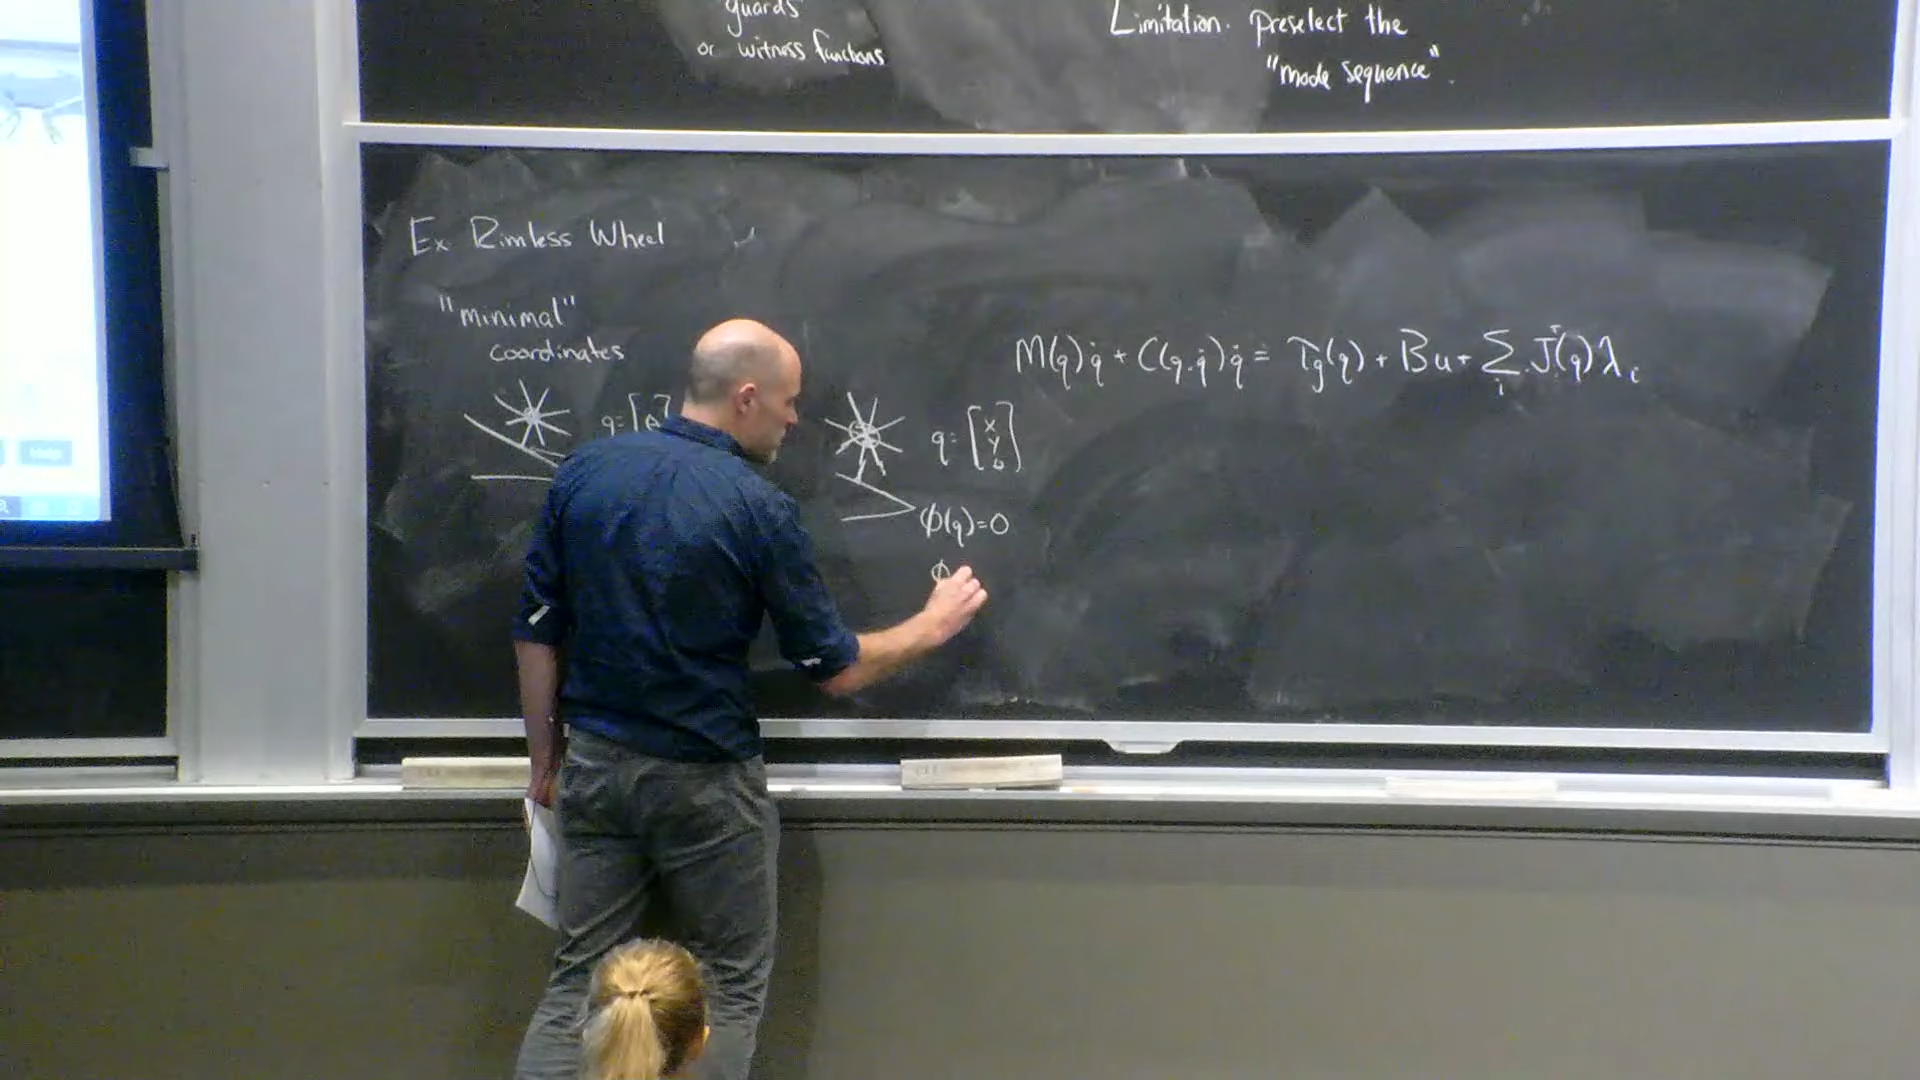 guards
or witness functions
Limitation. preselect the
"mode sequence".
Ex Rimless Wheel
"minimal"
coordinates
q=[θ]
q= [x y θ]
M(q)q̈ + C(q,q̇)q̇ = τg(q) + Bu + Σi Jiᵀ(q)λi
ϕ(q)=0
ϕ
Help